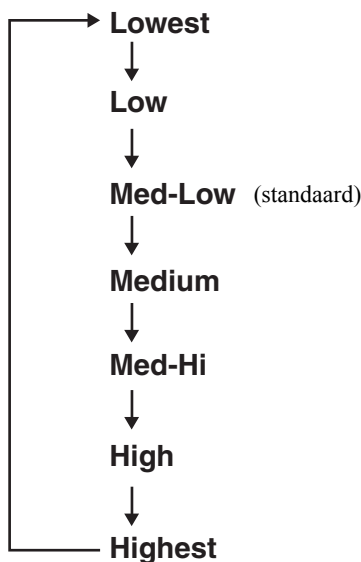 Lowest
Low
Med-Low (standaard)
Medium
Med-Hi
High
Highest